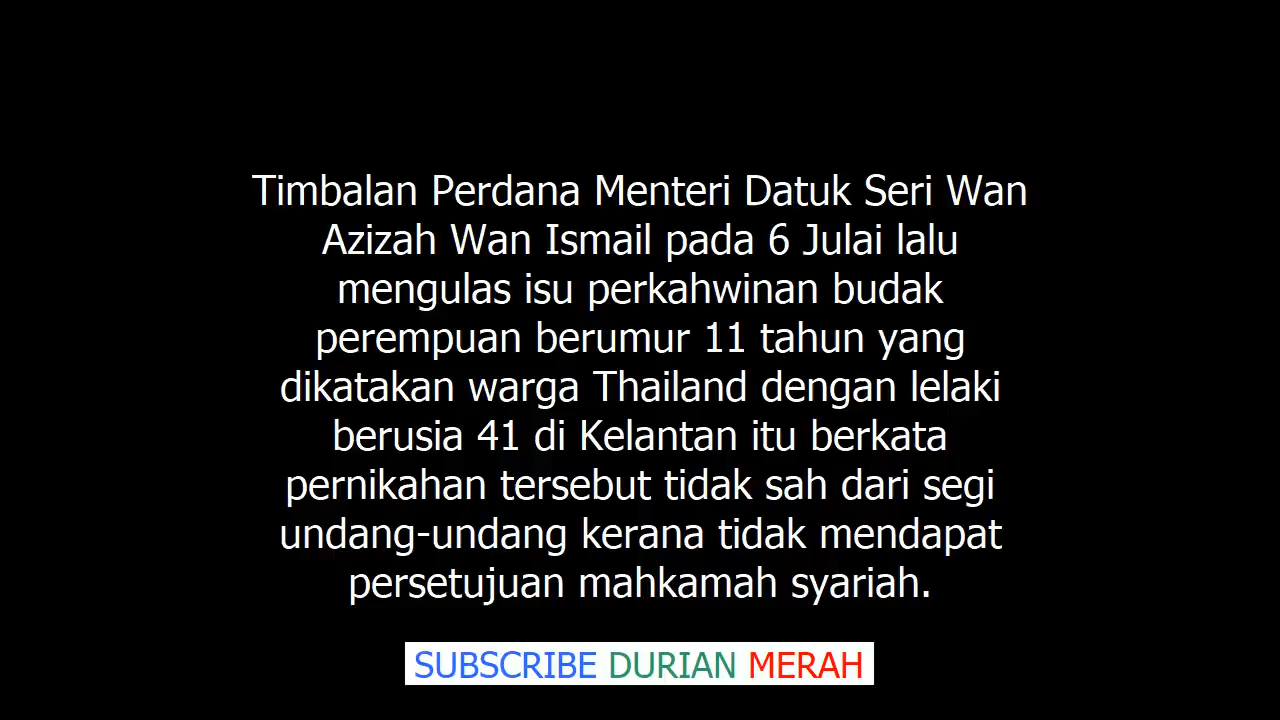 Timbalan Perdana Menteri Datuk Seri Wan
Azizah Wan Ismail pada 6 Julai lalu
mengulas isu perkahwinan budak
perempuan berumur 11 tahun yang
dikatakan warga Thailand dengan lelaki
berusia 41 di Kelantan itu berkata
pernikahan tersebut tidak sah dari segi
undang-undang kerana tidak mendapat
persetujuan mahkamah syariah.
SUBSCRIBE DURIAN MERAH